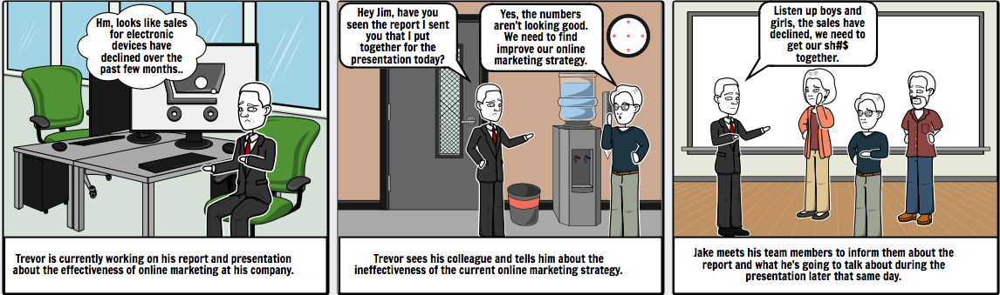 Hm, looks like sales
for electronic
devices have
declined over the
past few months..
Trevor is currently working on his report and presentation
about the effectiveness of online marketing at his company.
Hey Jim, have you
seen the report I sent
you that I put
together for the
presentation today?
Yes, the numbers
aren't looking good.
We need to find
improve our online
marketing strategy.
Trevor sees his colleague and tells him about the
ineffectiveness of the current online marketing strategy.
Listen up boys and
girls, the sales have
declined, we need to
get our sh#$
together.
Jake meets his team members to inform them about the
report and what he's going to talk about during the
presentation later that same day.